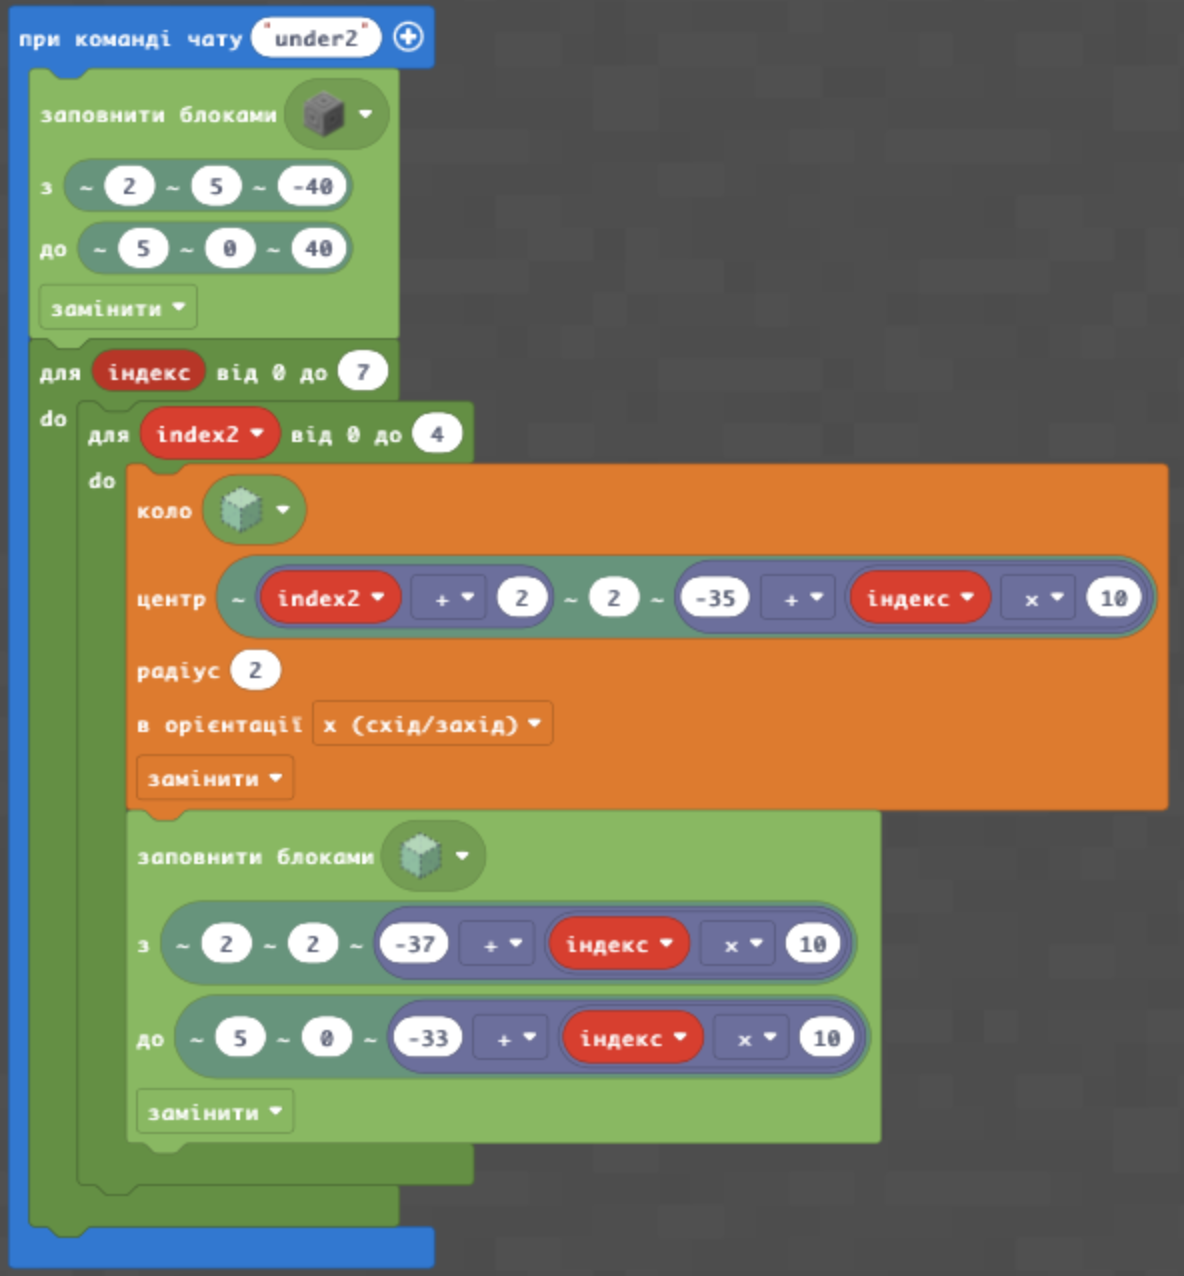 при команді чату "under2"
заповнити блоками
з ~ 2 ~ 5 ~ -40
до ~ 5 ~ 0 ~ 40
замінити
для індекс від 0 до 7
do для index2 від 0 до 4
do
коло
центр ~ index2 + 2 ~ 2 ~ -35 + індекс × 10
радіус 2
в орієнтації x (схід/захід)
замінити
заповнити блоками
з ~ 2 ~ 2 ~ -37 + індекс × 10
до ~ 5 ~ 0 ~ -33 + індекс × 10
замінити